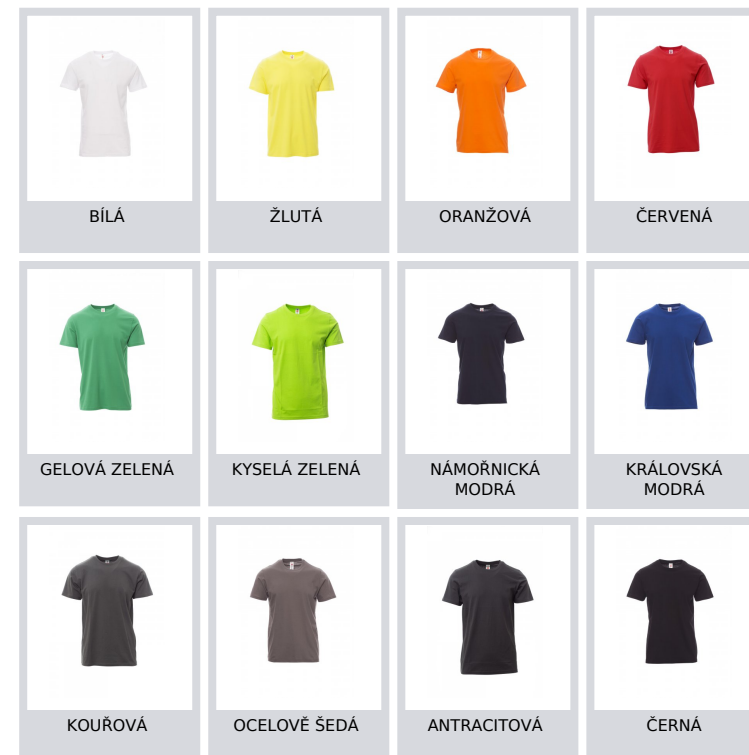 BÍLÁ
ŽLUTÁ
ORANŽOVÁ
ČERVENÁ
GELOVÁ ZELENÁ
KYSELÁ ZELENÁ
NÁMOŘNICKÁ
MODRÁ
KRÁLOVSKÁ
MODRÁ
KOUŘOVÁ
OCELOVĚ ŠEDÁ
ANTRACITOVÁ
ČERNÁ